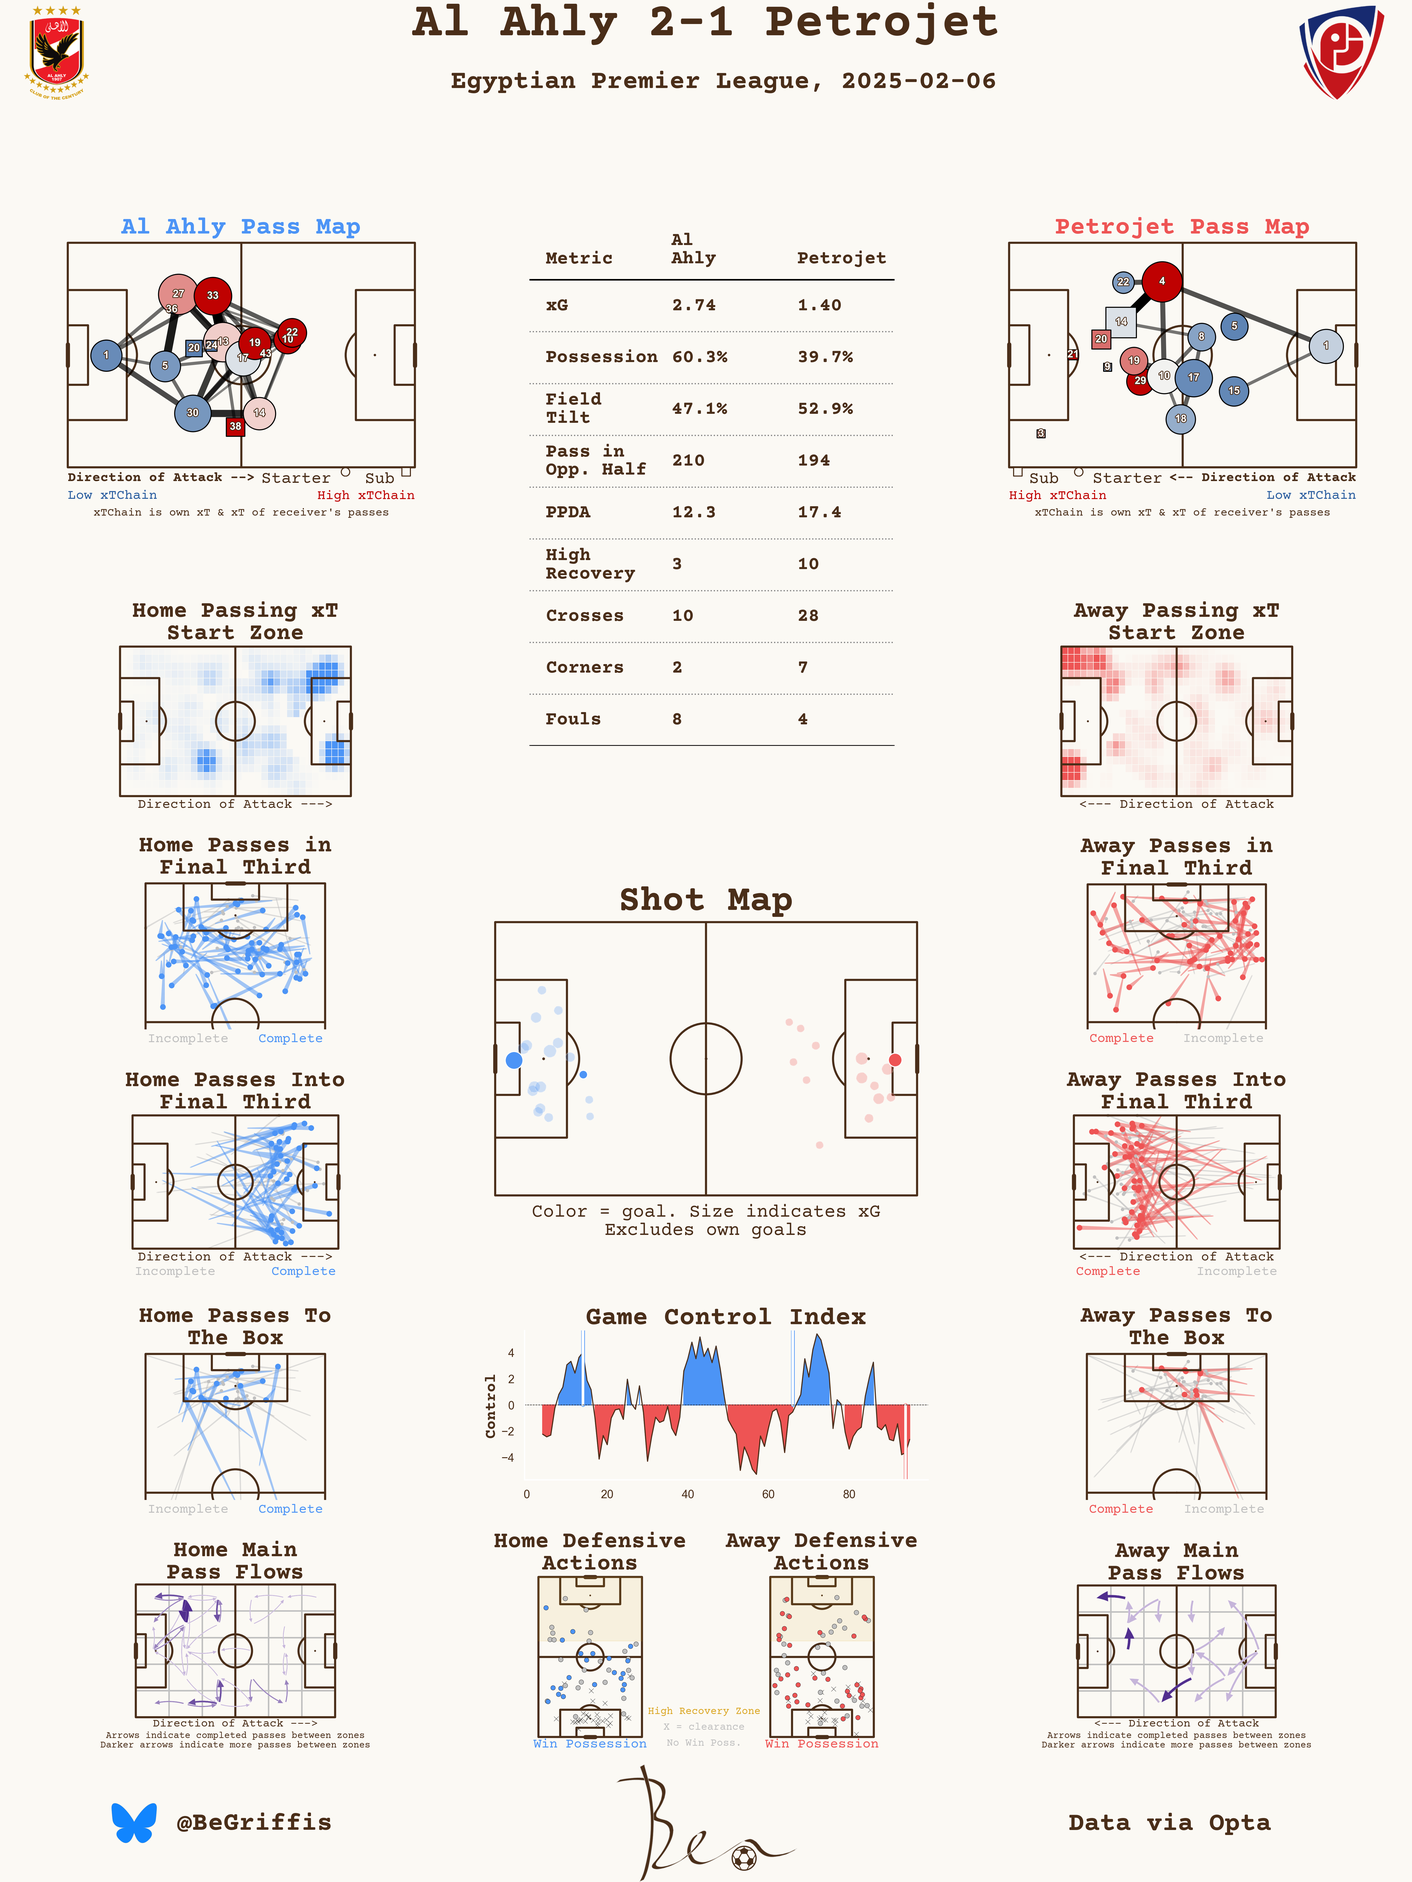 Al Ahly 2-1 Petrojet
Egyptian Premier League, 2025-02-06
الأهلي
AL AHLY
1907
CLUB OF THE CENTURY
Al Ahly Pass Map
27
33
36
22
10
19
13
24
20
43
17
1
5
30
14
38
Direction of Attack --> Starter Sub
Low xTChain High xTChain
xTChain is own xT & xT of receiver's passes
Metric Al Ahly Petrojet
xG 2.74 1.40
Possession 60.3% 39.7%
Field Tilt 47.1% 52.9%
Pass in Opp. Half 210 194
PPDA 12.3 17.4
High Recovery 3 10
Crosses 10 28
Corners 2 7
Fouls 8 4
Petrojet Pass Map
22
4
14
5
20
8
1
21
19
9
29
10
17
15
18
3
Sub Starter <-- Direction of Attack
High xTChain Low xTChain
xTChain is own xT & xT of receiver's passes
Home Passing xT
Start Zone
Direction of Attack --->
Away Passing xT
Start Zone
<--- Direction of Attack
Home Passes in
Final Third
Incomplete Complete
Away Passes in
Final Third
Complete Incomplete
Shot Map
Color = goal. Size indicates xG
Excludes own goals
Home Passes Into
Final Third
Direction of Attack --->
Incomplete Complete
Away Passes Into
Final Third
<--- Direction of Attack
Complete Incomplete
Home Passes To
The Box
Incomplete Complete
Game Control Index
Control
4
2
0
−2
−4
0 20 40 60 80
Away Passes To
The Box
Complete Incomplete
Home Main
Pass Flows
Direction of Attack --->
Arrows indicate completed passes between zones
Darker arrows indicate more passes between zones
Home Defensive
Actions
Win Possession
High Recovery Zone
X = clearance
No Win Poss.
Away Defensive
Actions
Win Possession
Away Main
Pass Flows
<--- Direction of Attack
Arrows indicate completed passes between zones
Darker arrows indicate more passes between zones
@BeGriffis
Ben
Data via Opta